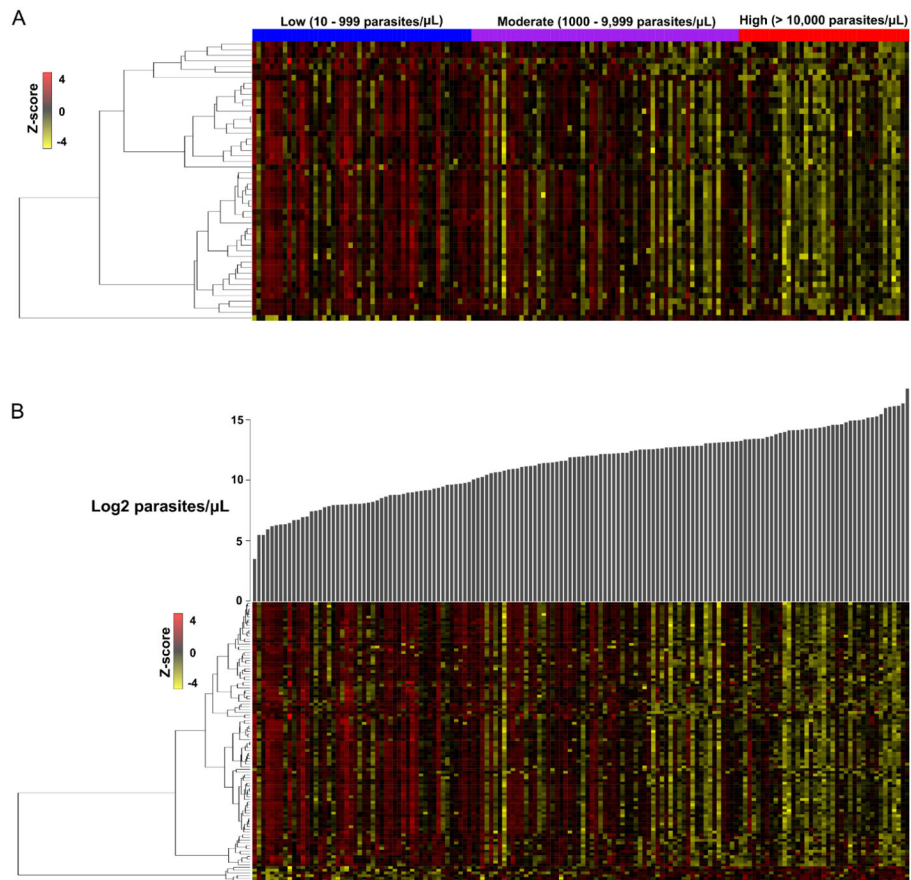 A
Low (10 - 999 parasites/µL)
Moderate (1000 - 9,999 parasites/µL)
High (> 10,000 parasites/µL)
Z-score
4
0
-4
B
15
10
5
0
Log2 parasites/µL
Z-score
4
0
-4